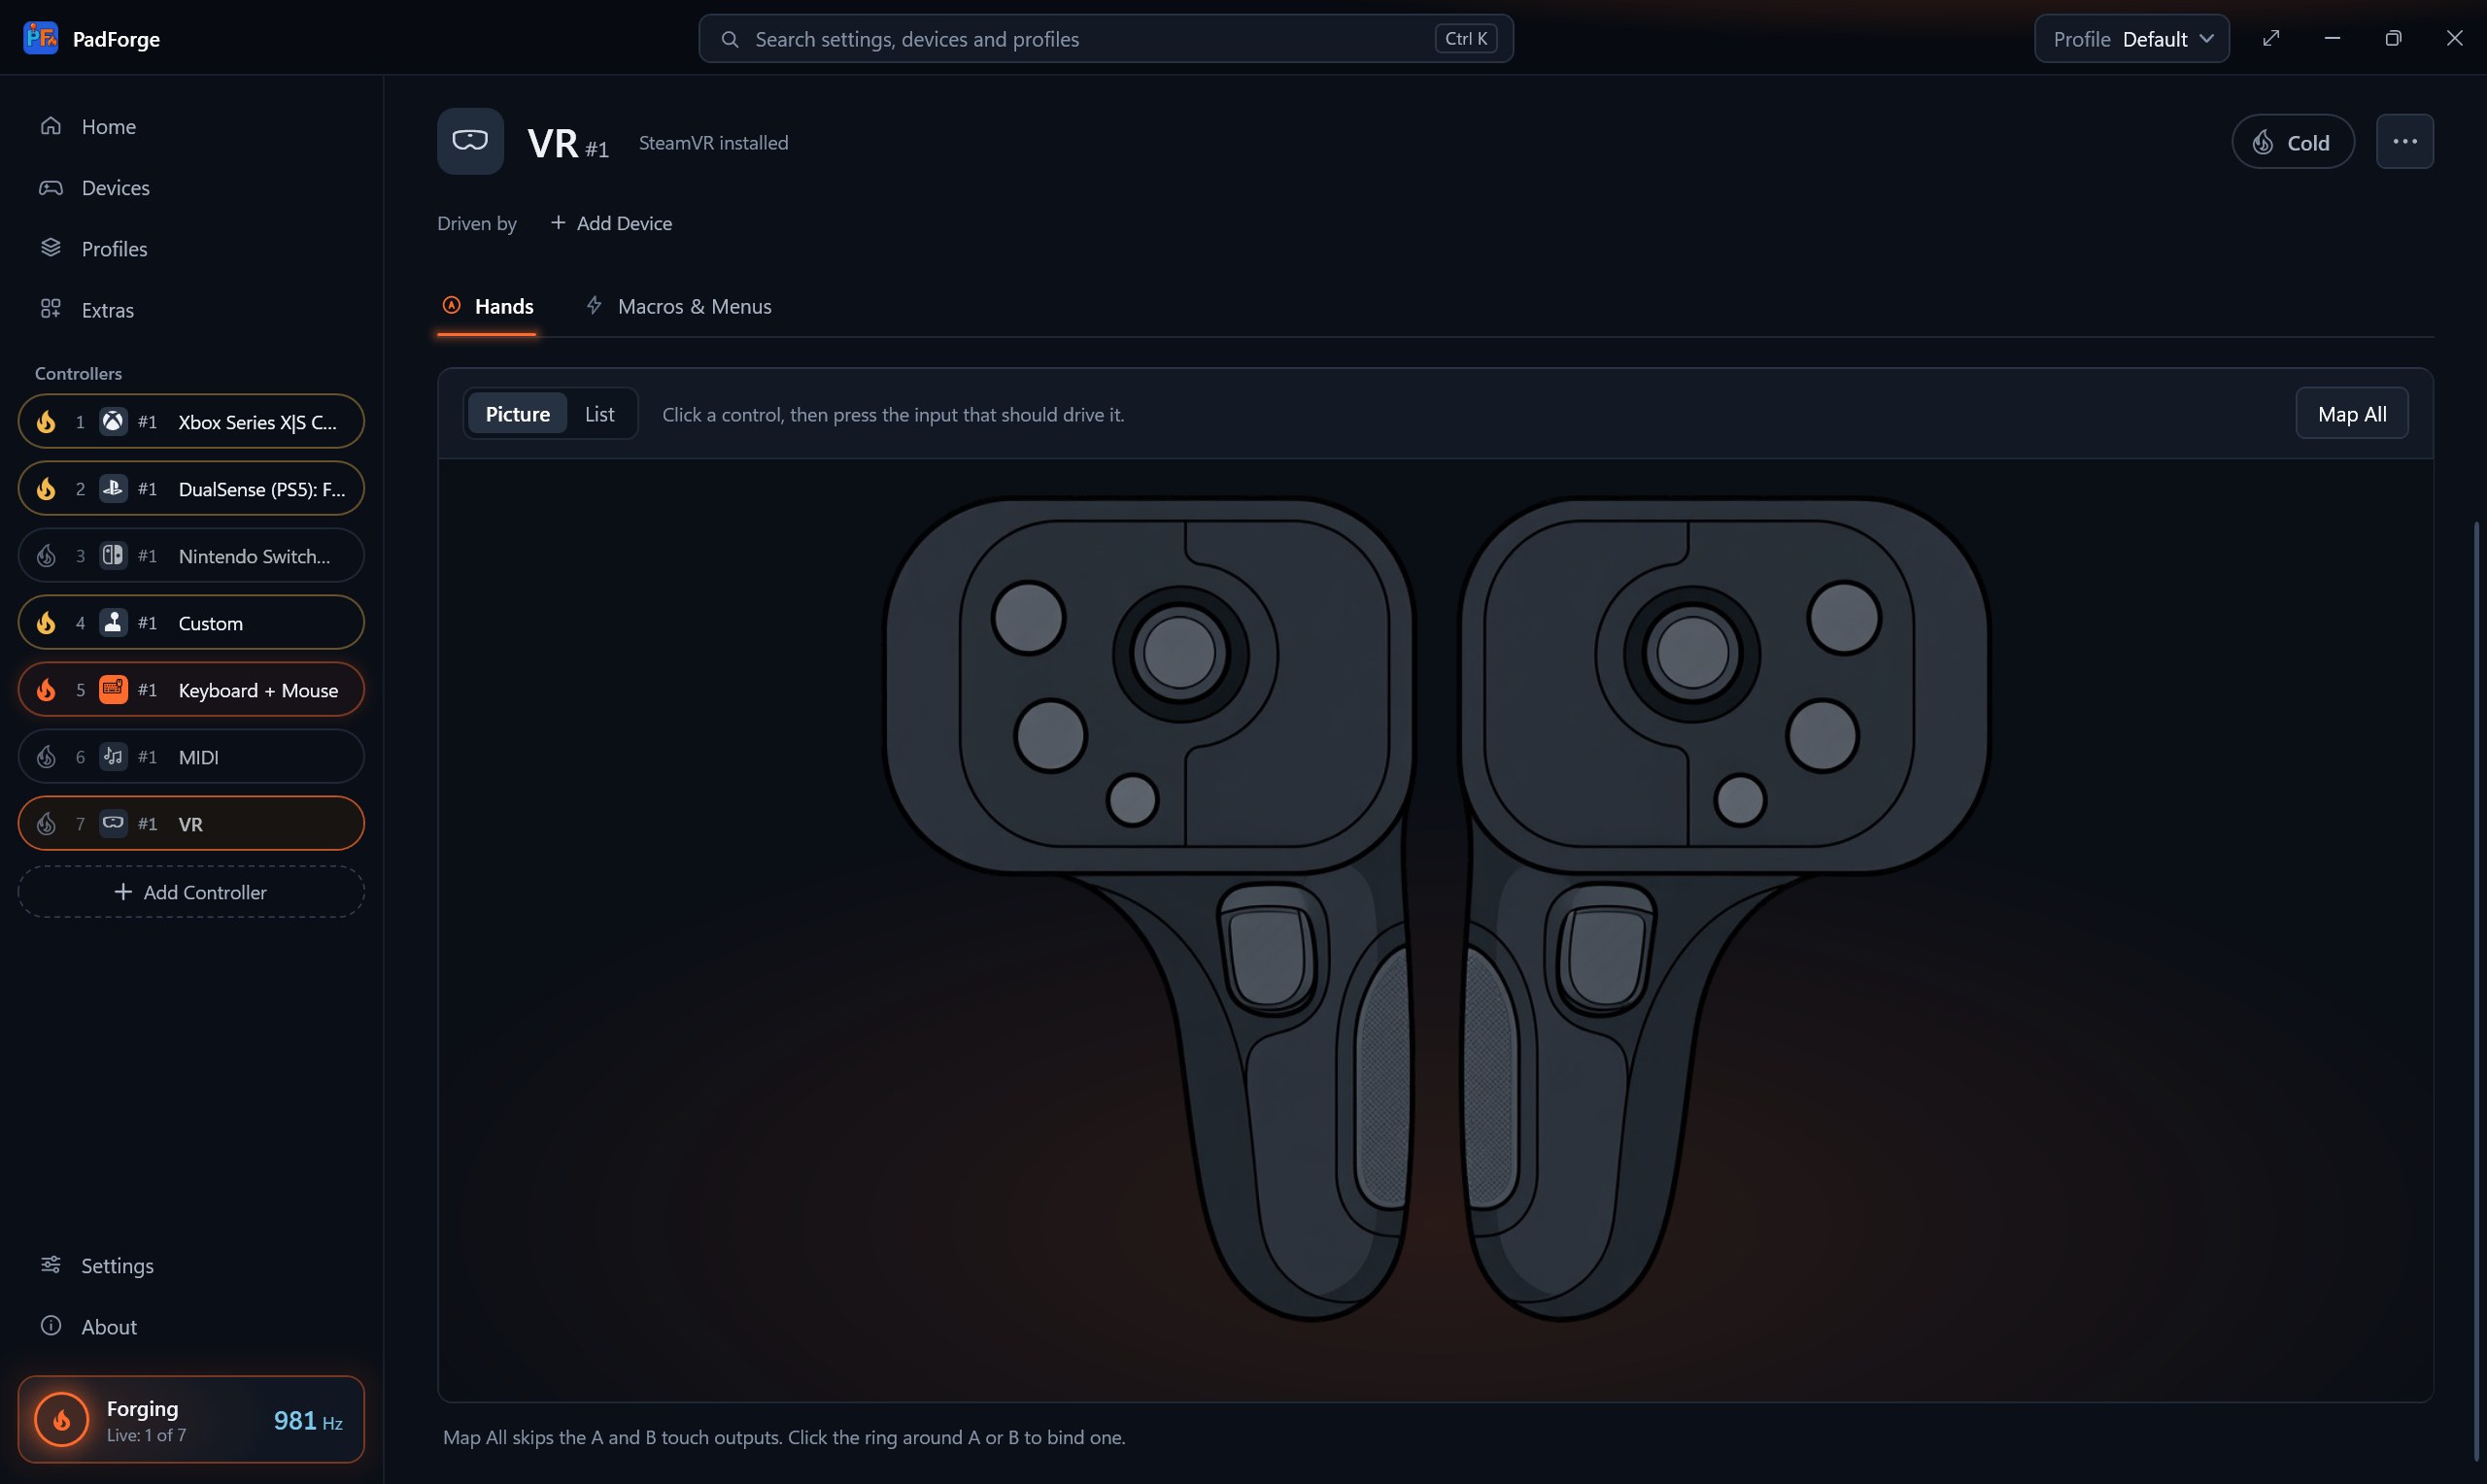 PF
PadForge
Search settings, devices and profiles
Ctrl K
Profile Default
Home
Devices
Profiles
Extras
Controllers
1 #1 Xbox Series X|S C...
2 #1 DualSense (PS5): F...
3 #1 Nintendo Switch...
4 #1 Custom
5 #1 Keyboard + Mouse
6 #1 MIDI
7 #1 VR
Add Controller
Settings
About
Forging
Live: 1 of 7
981 Hz
VR #1 SteamVR installed
Cold
Driven by + Add Device
A Hands
Macros & Menus
Picture List
Click a control, then press the input that should drive it.
Map All
Map All skips the A and B touch outputs. Click the ring around A or B to bind one.